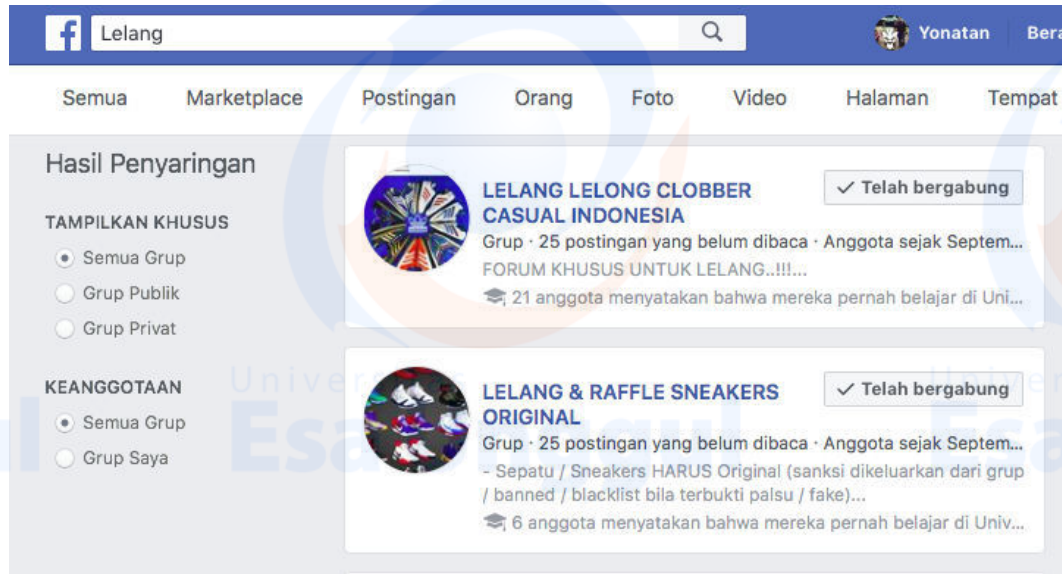 Lelang
Yonatan
Semua Marketplace Postingan Orang Foto Video Halaman Tempat
Hasil Penyaringan
TAMPILKAN KHUSUS
Semua Grup
Grup Publik
Grup Privat
KEANGGOTAAN
Semua Grup
Grup Saya
LELANG LELONG CLOBBER
CASUAL INDONESIA
✓ Telah bergabung
Grup · 25 postingan yang belum dibaca · Anggota sejak Septem...
FORUM KHUSUS UNTUK LELANG..!!!...
21 anggota menyatakan bahwa mereka pernah belajar di Uni...
LELANG & RAFFLE SNEAKERS
ORIGINAL
✓ Telah bergabung
Grup · 25 postingan yang belum dibaca · Anggota sejak Septem...
- Sepatu / Sneakers HARUS Original (sanksi dikeluarkan dari grup
/ banned / blacklist bila terbukti palsu / fake)...
6 anggota menyatakan bahwa mereka pernah belajar di Univ...